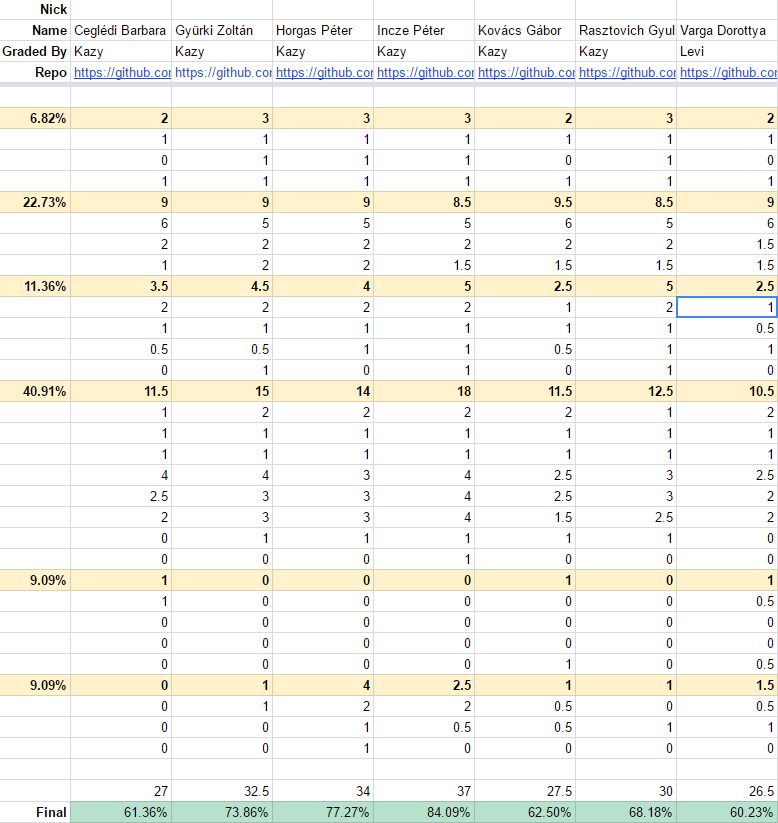 Nick
Name Ceglédi Barbara Gyürki Zoltán Horgas Péter Incze Péter Kovács Gábor Rasztovich Gyul Varga Dorottya
Graded By Kazy Kazy Kazy Kazy Kazy Kazy Levi
Repo https://github.com https://github.com https://github.com https://github.com https://github.com https://github.com https://github.com
6.82% 2 3 3 3 2 3 2
1 1 1 1 1 1 1
0 1 1 1 0 1 0
1 1 1 1 1 1 1
22.73% 9 9 9 8.5 9.5 8.5 9
6 5 5 5 6 5 6
2 2 2 2 2 2 1.5
1 2 2 1.5 1.5 1.5 1.5
11.36% 3.5 4.5 4 5 2.5 5 2.5
2 2 2 2 1 2 1
1 1 1 1 1 1 0.5
0.5 0.5 1 1 0.5 1 1
0 1 0 1 0 1 0
40.91% 11.5 15 14 18 11.5 12.5 10.5
1 2 2 2 2 1 2
1 1 1 1 1 1 1
1 1 1 1 1 1 1
4 4 3 4 2.5 3 2.5
2.5 3 3 4 2.5 3 2
2 3 3 4 1.5 2.5 2
0 1 1 1 1 1 0
0 0 0 1 0 0 0
9.09% 1 0 0 0 1 0 1
1 0 0 0 0 0 0.5
0 0 0 0 0 0 0
0 0 0 0 0 0 0
0 0 0 0 1 0 0.5
9.09% 0 1 4 2.5 1 1 1.5
0 1 2 2 0.5 0 0.5
0 0 1 0.5 0.5 1 1
0 0 1 0 0 0 0
27 32.5 34 37 27.5 30 26.5
Final 61.36% 73.86% 77.27% 84.09% 62.50% 68.18% 60.23%